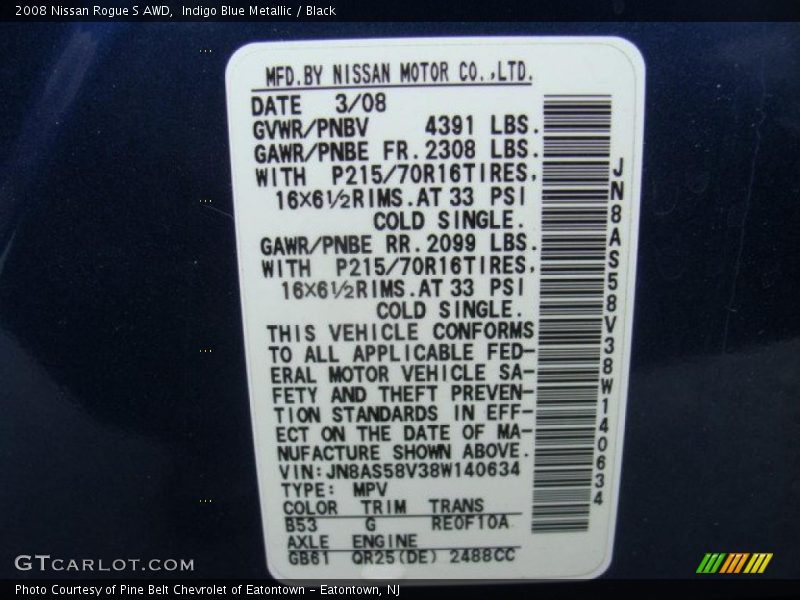 2008 Nissan Rogue S AWD,  Indigo Blue Metallic / Black
MFD.BY NISSAN MOTOR CO.,LTD.
DATE 3/08
GVWR/PNBV 4391 LBS.
GAWR/PNBE FR. 2308 LBS.
WITH P215/70R16TIRES,
16X6½RIMS.AT 33 PSI
COLD SINGLE.
GAWR/PNBE RR. 2099 LBS.
WITH P215/70R16TIRES,
16X6½RIMS.AT 33 PSI
COLD SINGLE.
THIS VEHICLE CONFORMS
TO ALL APPLICABLE FED-
ERAL MOTOR VEHICLE SA-
FETY AND THEFT PREVEN-
TION STANDARDS IN EFF-
ECT ON THE DATE OF MA-
NUFACTURE SHOWN ABOVE.
VIN:JN8AS58V38W140634
TYPE: MPV
COLOR TRIM TRANS
B53 G RE0F10A
AXLE ENGINE
GB61 QR25(DE) 2488CC
JN8AS58V38W140634
GTCARLOT.COM
Photo Courtesy of Pine Belt Chevrolet of Eatontown - Eatontown, NJ